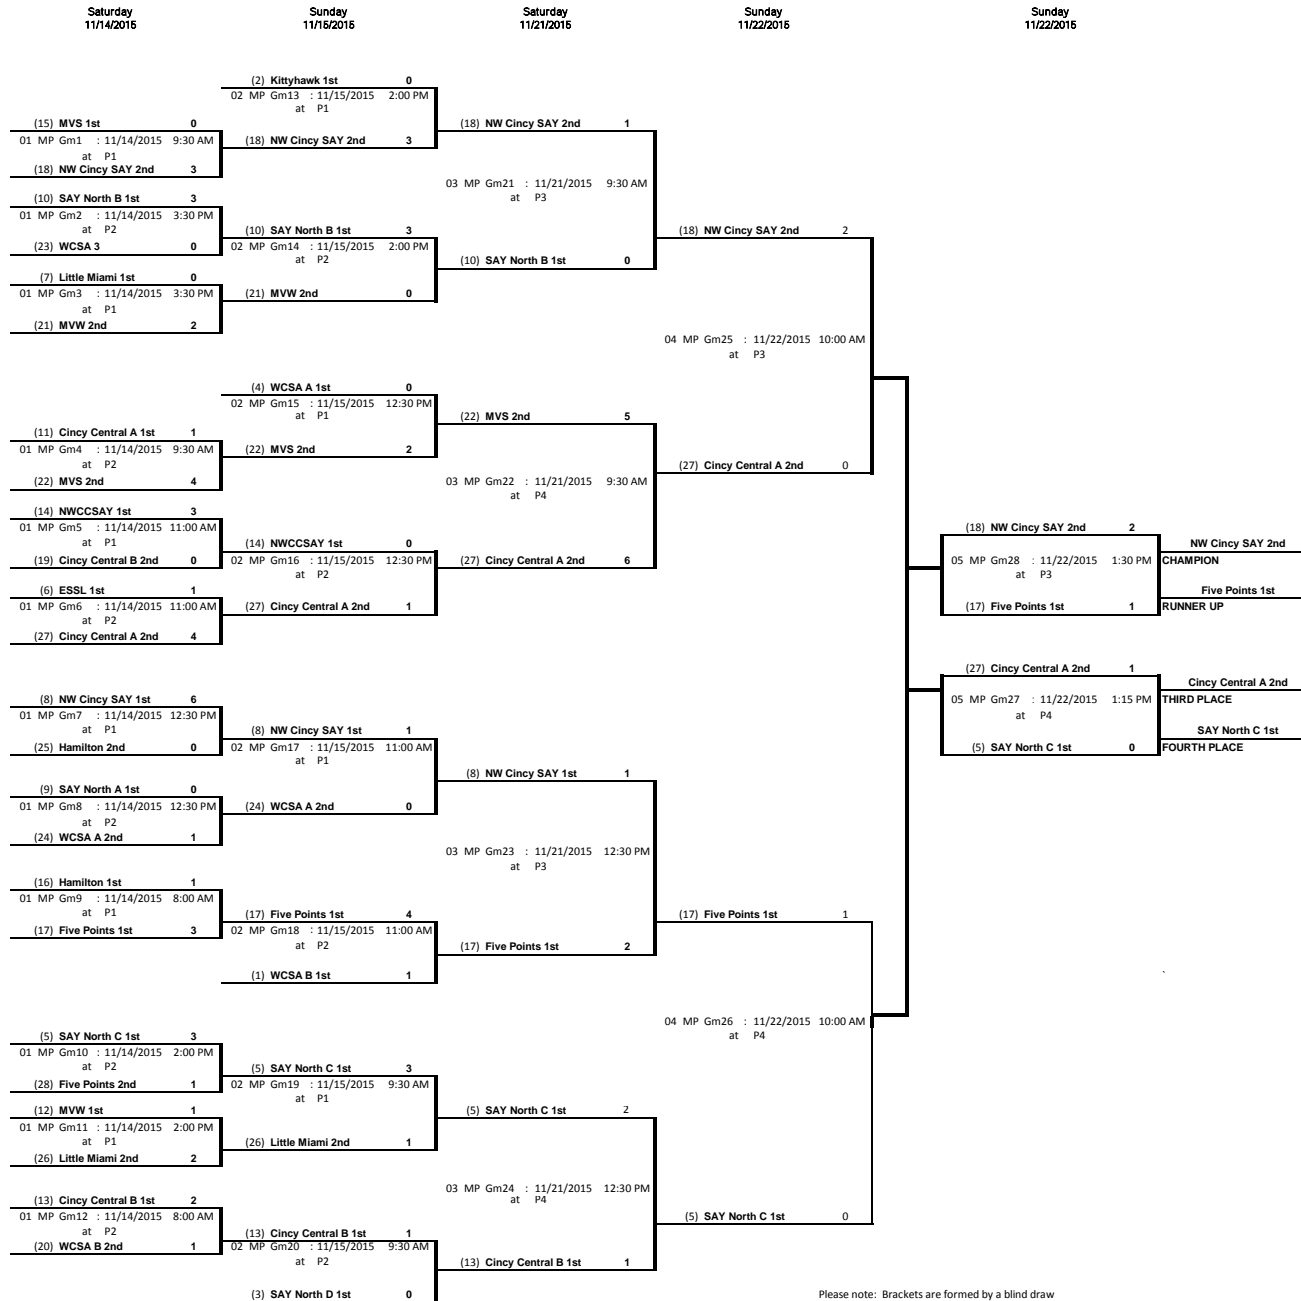 Saturday
11/14/2015
Sunday
11/15/2015
Saturday
11/21/2015
Sunday
11/22/2015
Sunday
11/22/2015
(15) MVS 1st 0
01 MP Gm1 : 11/14/2015 9:30 AM
at P1
(18) NW Cincy SAY 2nd 3
(10) SAY North B 1st 3
01 MP Gm2 : 11/14/2015 3:30 PM
at P2
(23) WCSA 3 0
(7) Little Miami 1st 0
01 MP Gm3 : 11/14/2015 3:30 PM
at P1
(21) MVW 2nd 2
(11) Cincy Central A 1st 1
01 MP Gm4 : 11/14/2015 9:30 AM
at P2
(22) MVS 2nd 4
(14) NWCCSAY 1st 3
01 MP Gm5 : 11/14/2015 11:00 AM
at P1
(19) Cincy Central B 2nd 0
(6) ESSL 1st 1
01 MP Gm6 : 11/14/2015 11:00 AM
at P2
(27) Cincy Central A 2nd 4
(8) NW Cincy SAY 1st 6
01 MP Gm7 : 11/14/2015 12:30 PM
at P1
(25) Hamilton 2nd 0
(9) SAY North A 1st 0
01 MP Gm8 : 11/14/2015 12:30 PM
at P2
(24) WCSA A 2nd 1
(16) Hamilton 1st 1
01 MP Gm9 : 11/14/2015 8:00 AM
at P1
(17) Five Points 1st 3
(5) SAY North C 1st 3
01 MP Gm10 : 11/14/2015 2:00 PM
at P2
(28) Five Points 2nd 1
(12) MVW 1st 1
01 MP Gm11 : 11/14/2015 2:00 PM
at P1
(26) Little Miami 2nd 2
(13) Cincy Central B 1st 2
01 MP Gm12 : 11/14/2015 8:00 AM
at P2
(20) WCSA B 2nd 1
(2) Kittyhawk 1st 0
02 MP Gm13 : 11/15/2015 2:00 PM
at P1
(18) NW Cincy SAY 2nd 3
(10) SAY North B 1st 3
02 MP Gm14 : 11/15/2015 2:00 PM
at P2
(21) MVW 2nd 0
(4) WCSA A 1st 0
02 MP Gm15 : 11/15/2015 12:30 PM
at P1
(22) MVS 2nd 2
(14) NWCCSAY 1st 0
02 MP Gm16 : 11/15/2015 12:30 PM
at P2
(27) Cincy Central A 2nd 1
(8) NW Cincy SAY 1st 1
02 MP Gm17 : 11/15/2015 11:00 AM
at P1
(24) WCSA A 2nd 0
(17) Five Points 1st 4
02 MP Gm18 : 11/15/2015 11:00 AM
at P2
(1) WCSA B 1st 1
(5) SAY North C 1st 3
02 MP Gm19 : 11/15/2015 9:30 AM
at P1
(26) Little Miami 2nd 1
(13) Cincy Central B 1st 1
02 MP Gm20 : 11/15/2015 9:30 AM
at P2
(3) SAY North D 1st 0
(18) NW Cincy SAY 2nd 1
03 MP Gm21 : 11/21/2015 9:30 AM
at P3
(10) SAY North B 1st 0
(22) MVS 2nd 5
03 MP Gm22 : 11/21/2015 9:30 AM
at P4
(27) Cincy Central A 2nd 6
(8) NW Cincy SAY 1st 1
03 MP Gm23 : 11/21/2015 12:30 PM
at P3
(17) Five Points 1st 2
(5) SAY North C 1st 2
03 MP Gm24 : 11/21/2015 12:30 PM
at P4
(13) Cincy Central B 1st 1
(18) NW Cincy SAY 2nd 2
04 MP Gm25 : 11/22/2015 10:00 AM
at P3
(27) Cincy Central A 2nd 0
(17) Five Points 1st 1
04 MP Gm26 : 11/22/2015 10:00 AM
at P4
(5) SAY North C 1st 0
(18) NW Cincy SAY 2nd 2
05 MP Gm28 : 11/22/2015 1:30 PM
at P3
(17) Five Points 1st 1
NW Cincy SAY 2nd
CHAMPION
Five Points 1st
RUNNER UP
(27) Cincy Central A 2nd 1
05 MP Gm27 : 11/22/2015 1:15 PM
at P4
(5) SAY North C 1st 0
Cincy Central A 2nd
THIRD PLACE
SAY North C 1st
FOURTH PLACE
`
Please note: Brackets are formed by a blind draw